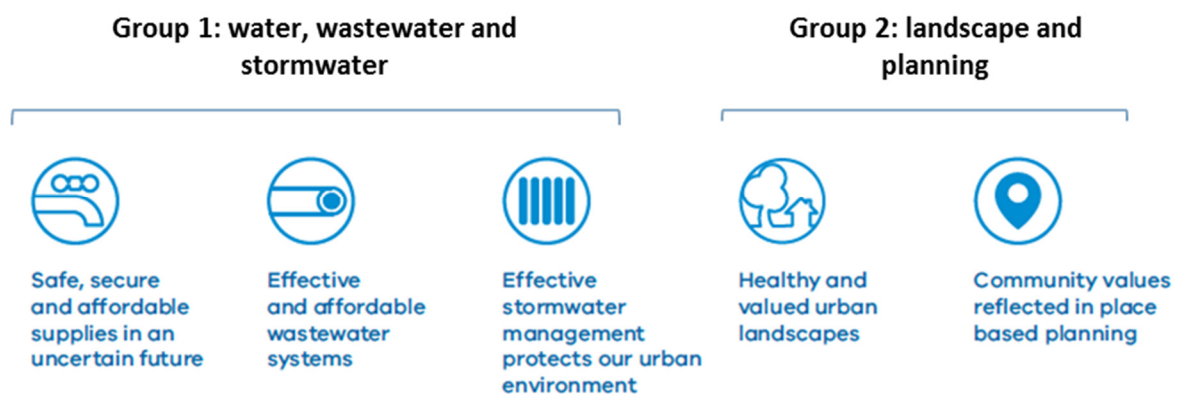 Group 1: water, wastewater and
stormwater
Group 2: landscape and
planning
Safe, secure
and affordable
supplies in an
uncertain future
Effective
and affordable
wastewater
systems
Effective
stormwater
management
protects our urban
environment
Healthy and
valued urban
landscapes
Community values
reflected in place
based planning